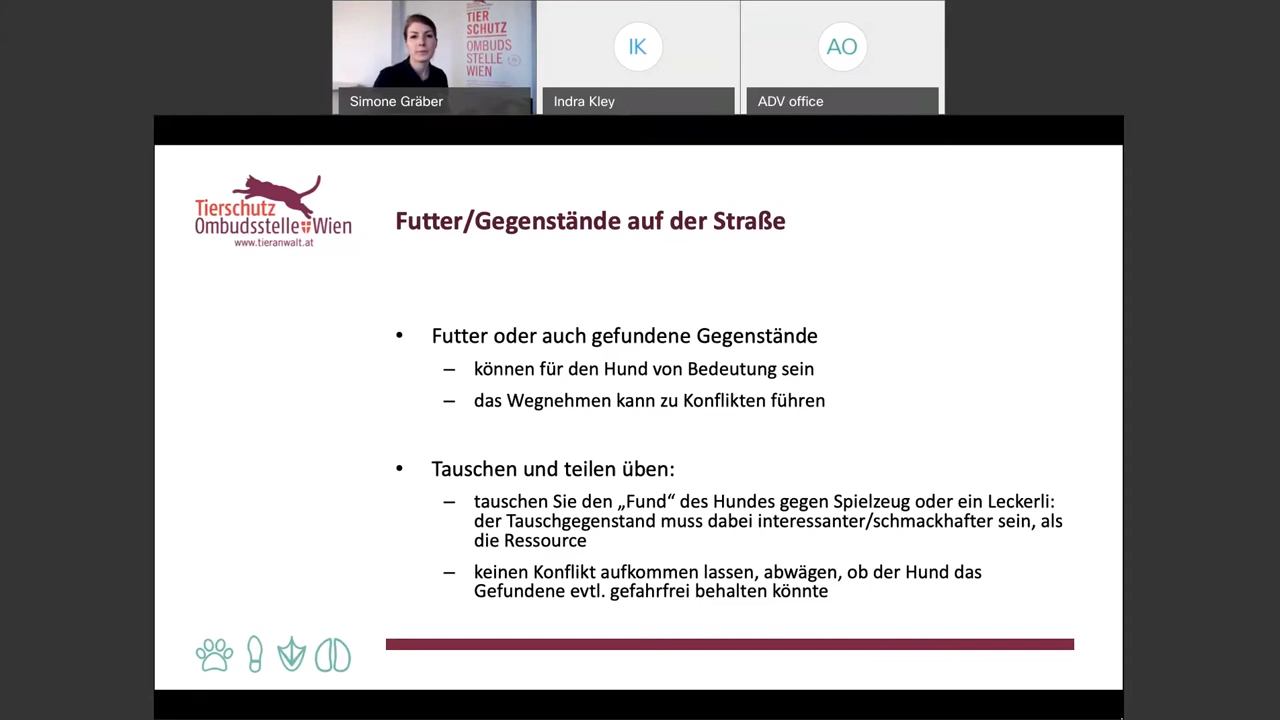 TIER
SCHUTZ
OMBUDS
STELLE
WIEN
IK
AO
Simone Gräber
Indra Kley
ADV office
Tierschutz
Ombudsstelle Wien
www.tieranwalt.at
Futter/Gegenstände auf der Straße
• Futter oder auch gefundene Gegenstände
– können für den Hund von Bedeutung sein
– das Wegnehmen kann zu Konflikten führen
• Tauschen und teilen üben:
– tauschen Sie den „Fund“ des Hundes gegen Spielzeug oder ein Leckerli:
der Tauschgegenstand muss dabei interessanter/schmackhafter sein, als
die Ressource
– keinen Konflikt aufkommen lassen, abwägen, ob der Hund das
Gefundene evtl. gefahrfrei behalten könnte